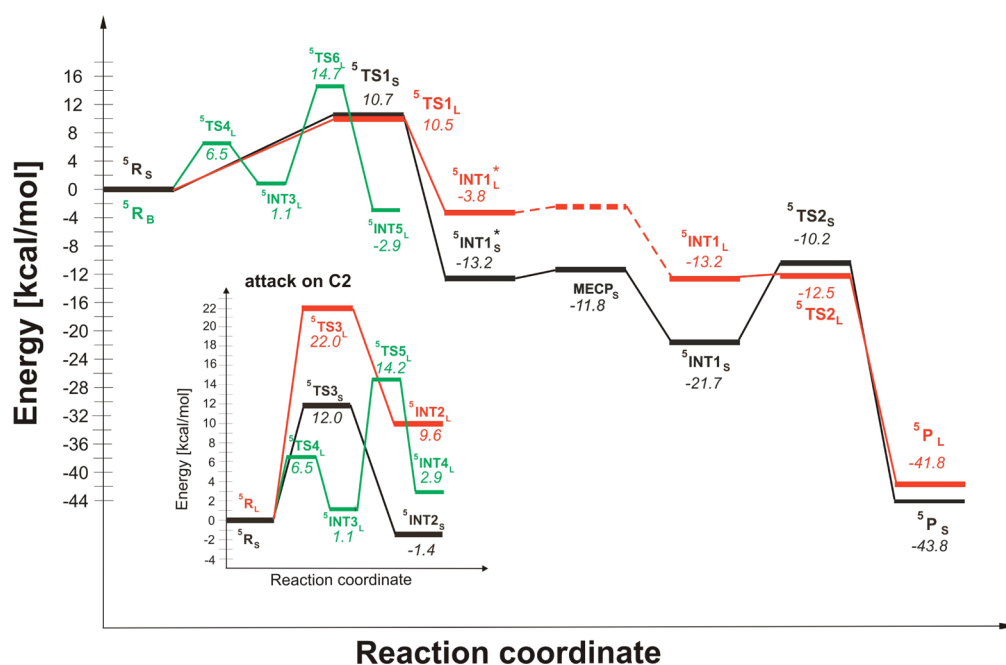 Energy [kcal/mol]
16
12
8
4
0
-4
-8
-12
-16
-20
-24
-28
-32
-36
-40
-44
5RS
5RB
5TS4L
6.5
5INT3L
1.1
5TS6L
14.7
5INT5L
-2.9
5TS1S
10.7
5TS1L
10.5
5INT1L*
-3.8
5INT1S*
-13.2
MECPS
-11.8
5INT1L
-13.2
5INT1S
-21.7
5TS2S
-10.2
-12.5
5TS2L
5PL
-41.8
5PS
-43.8
attack on C2
Energy [kcal/mol]
22
20
18
16
14
12
10
8
6
4
2
0
-2
-4
5RL
5RS
5TS3L
22.0
5TS3S
12.0
5TS4L
6.5
5INT3L
1.1
5TS5L
14.2
5INT2L
9.6
5INT4L
2.9
5INT2S
-1.4
Reaction coordinate
Reaction coordinate